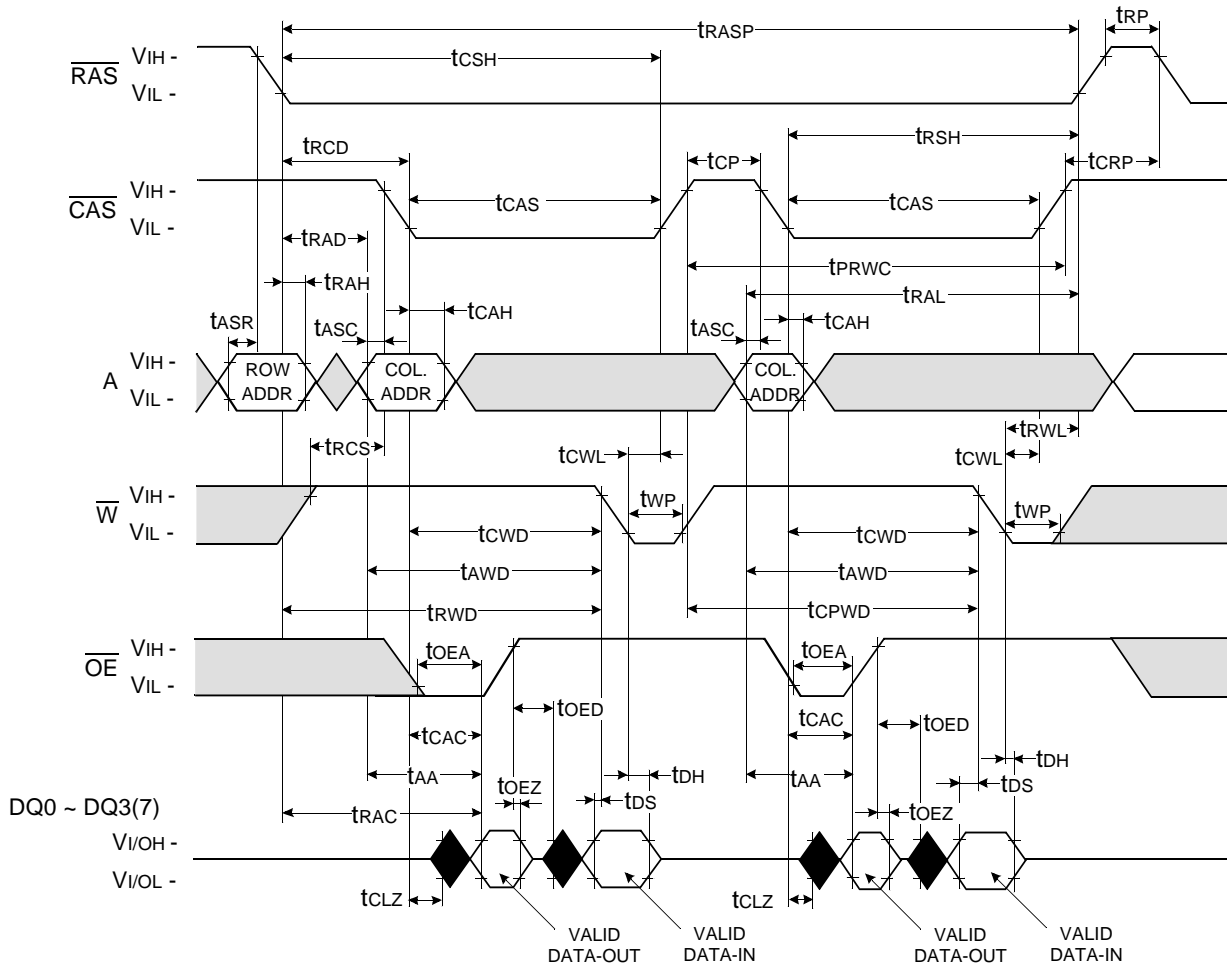 tRASP
tRP
tCSH
RAS
VIH -
VIL -
tRCD
tRSH
tCP
tCRP
CAS
VIH -
VIL -
tCAS
tCAS
tRAD
tPRWC
tRAH
tRAL
tASR
tASC
tCAH
tASC
tCAH
A
VIH -
VIL -
ROW
ADDR
COL.
ADDR
COL.
ADDR
tRCS
tCWL
tRWL
tCWL
W
VIH -
VIL -
tWP
tWP
tCWD
tCWD
tAWD
tAWD
tRWD
tCPWD
OE
VIH -
VIL -
tOEA
tOEA
tOED
tOED
tCAC
tCAC
tAA
tAA
tDH
tDH
tOEZ
tDS
tOEZ
tDS
tRAC
DQ0 ~ DQ3(7)
VI/OH -
VI/OL -
tCLZ
tCLZ
VALID
DATA-OUT
VALID
DATA-IN
VALID
DATA-OUT
VALID
DATA-IN